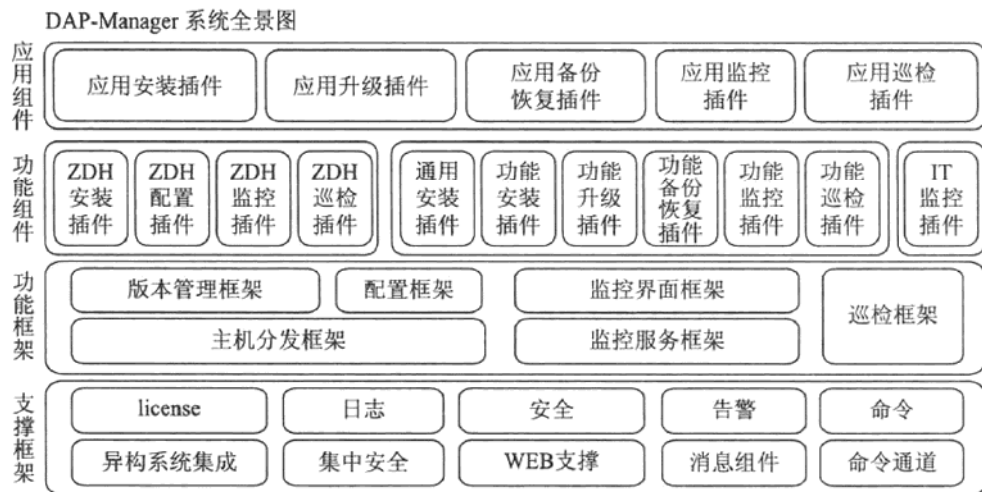 DAP-Manager 系统全景图
应用组件
应用安装插件
应用升级插件
应用备份
恢复插件
应用监控
插件
应用巡检
插件
功能组件
ZDH
安装
插件
ZDH
配置
插件
ZDH
监控
插件
ZDH
巡检
插件
通用
安装
插件
功能
安装
插件
功能
升级
插件
功能
备份
恢复
插件
功能
监控
插件
功能
巡检
插件
IT
监控
插件
功能框架
版本管理框架
配置框架
监控界面框架
巡检框架
主机分发框架
监控服务框架
支撑框架
license
日志
安全
告警
命令
异构系统集成
集中安全
WEB支撑
消息组件
命令通道